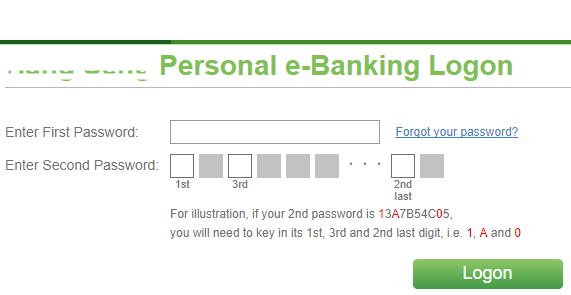 Personal e-Banking Logon
Enter First Password:
Forgot your password?
Enter Second Password:
. . .
1st 3rd 2nd
last
For illustration, if your 2nd password is 13A7B54C05,
you will need to key in its 1st, 3rd and 2nd last digit, i.e. 1, A and 0
Logon